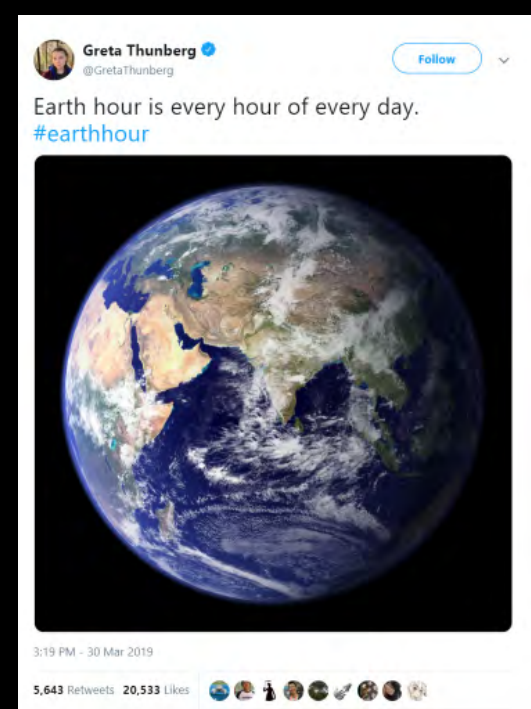 Greta Thunberg
@GretaThunberg
Follow
Earth hour is every hour of every day.
#earthhour
3:19 PM - 30 Mar 2019
5,643 Retweets 20,533 Likes